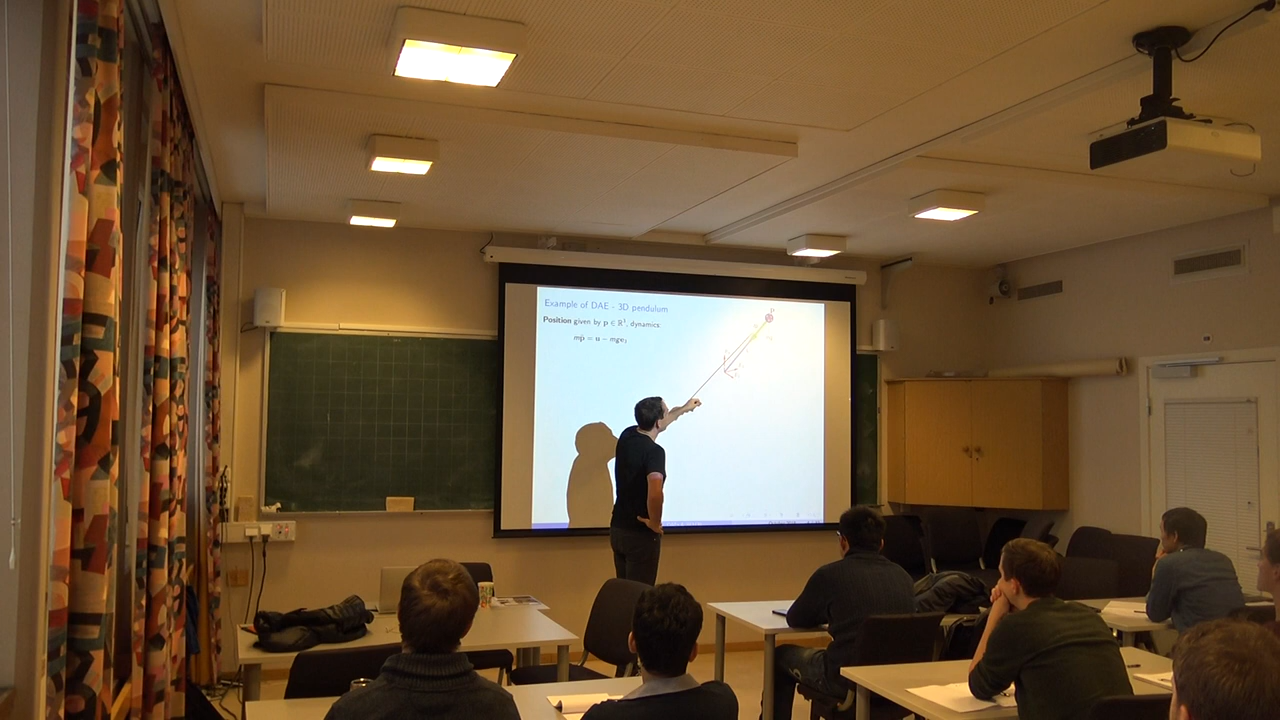 Example of DAE - 3D pendulum
Position given by p ∈ ℝ³, dynamics:
mp̈ = u − mge₃
P